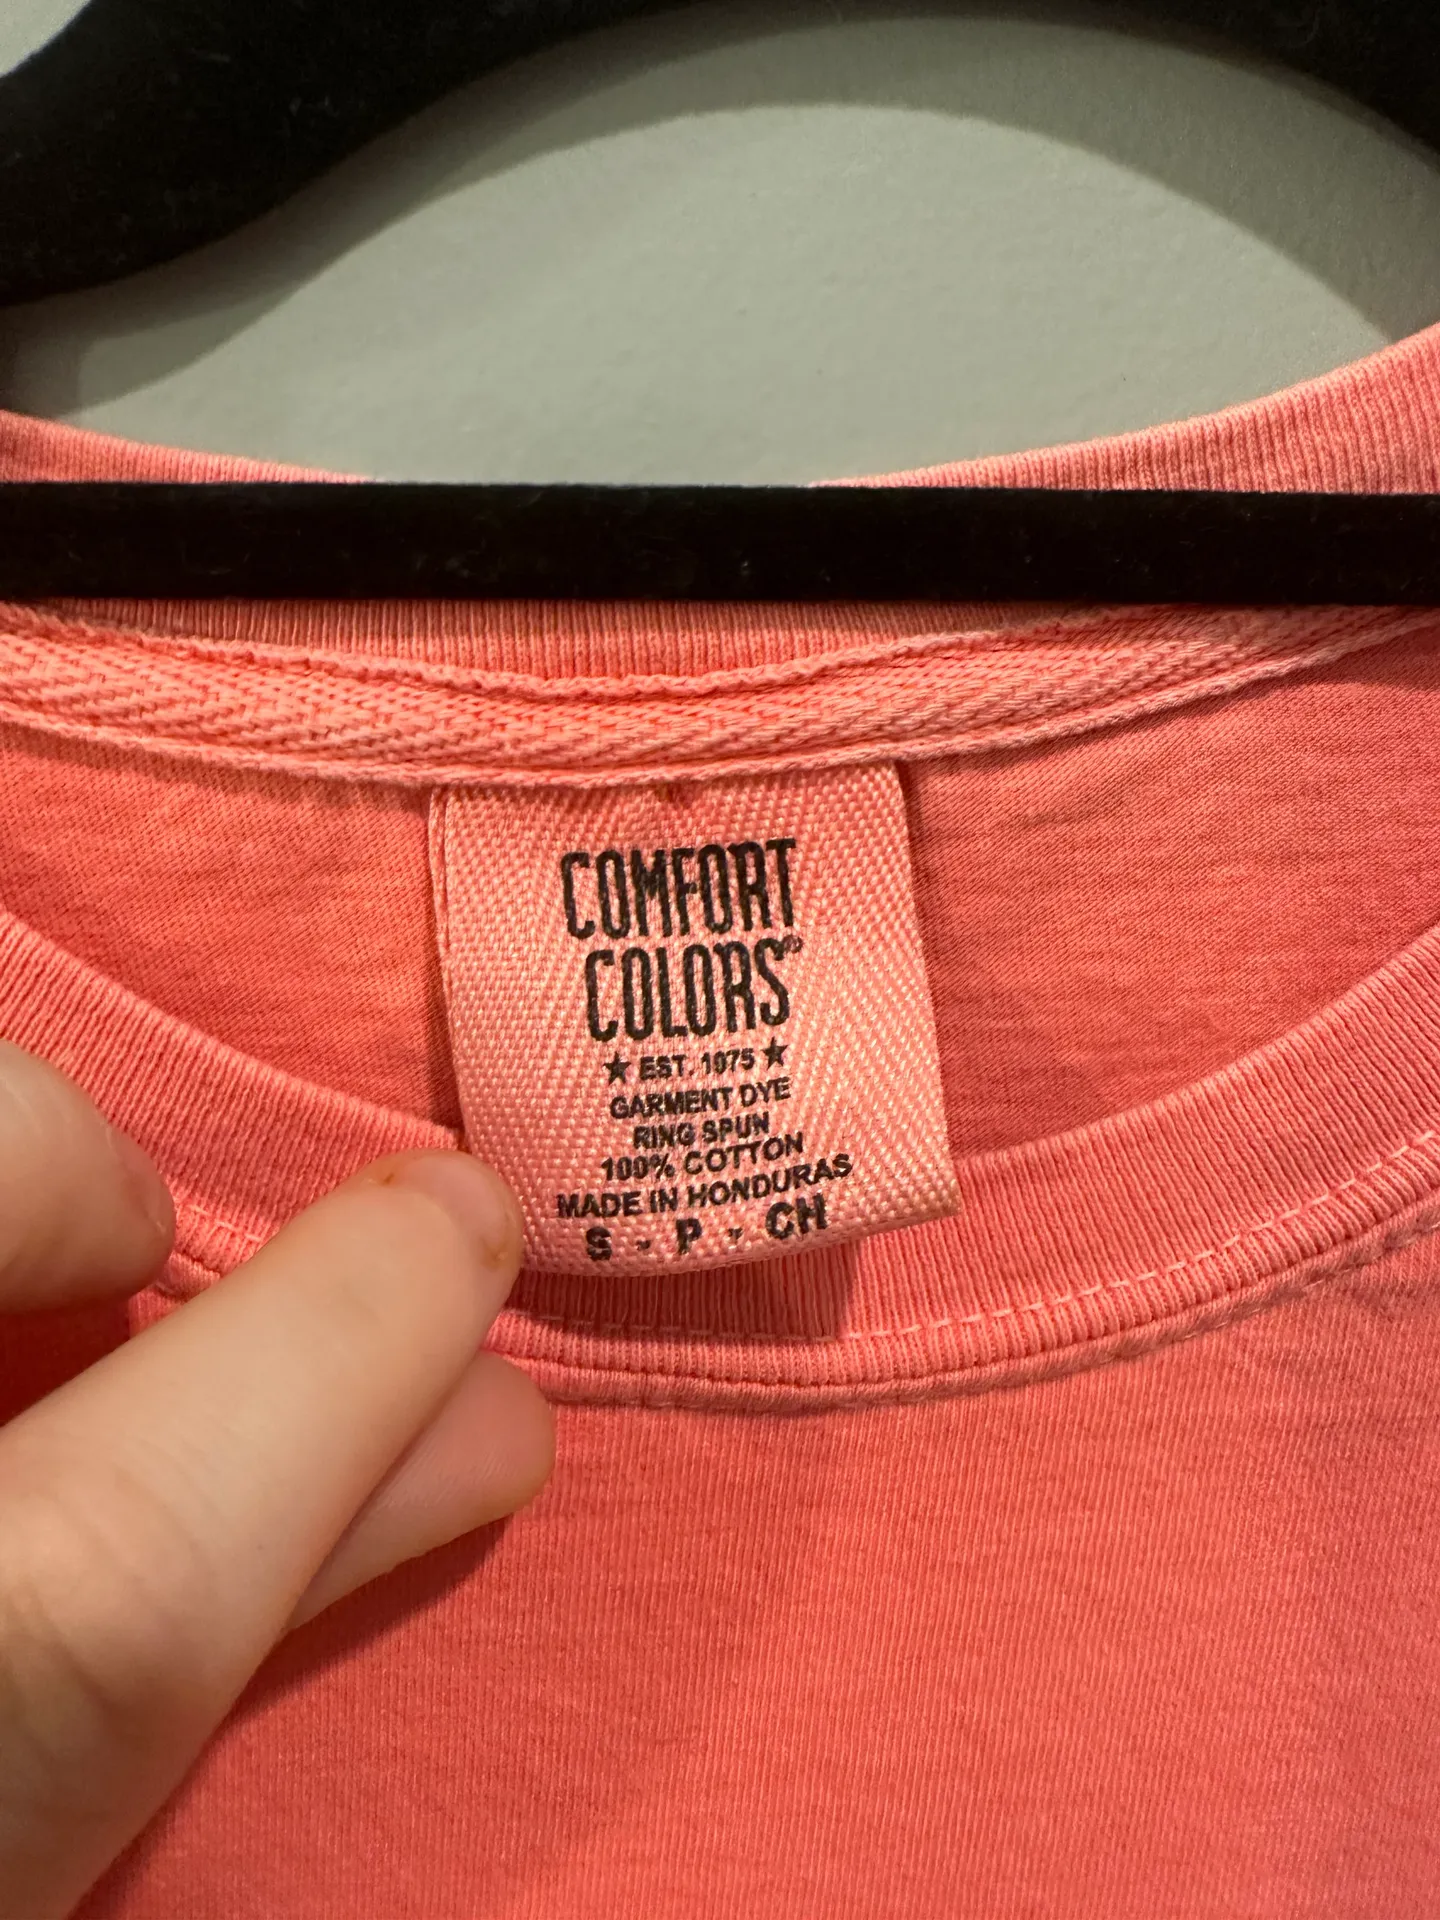 COMFORT
COLORS®
★ EST. 1975 ★
GARMENT DYE
RING SPUN
100% COTTON
MADE IN HONDURAS
S - P - CH